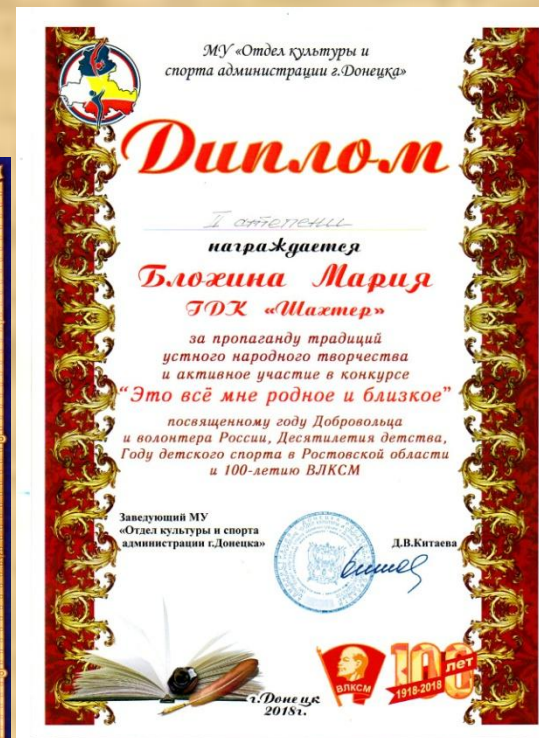 МУ «Отдел культуры и
спорта администрации г.Донецка»
Диплом
II степени
награждается
Блохина Мария
ГДК «Шахтер»
за пропаганду традиций
устного народного творчества
и активное участие в конкурсе
"Это всё мне родное и близкое"
посвященному году Добровольца
и волонтера России, Десятилетия детства,
Году детского спорта в Ростовской области
и 100-летию ВЛКСМ
Заведующий МУ
«Отдел культуры и спорта
администрации г.Донецка»
Д.В.Китаева
ВЛКСМ
100 лет
1918-2018
г.Донецк
2018г.